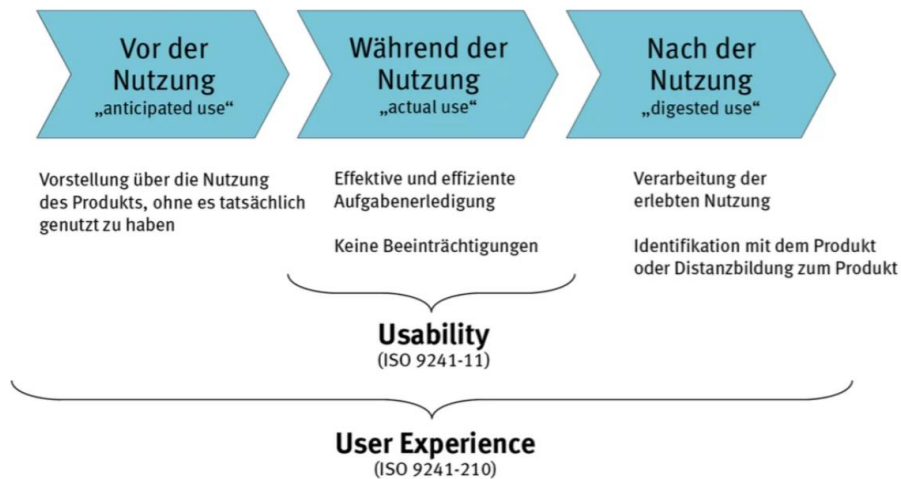 Vor der
Nutzung
„anticipated use“
Während der
Nutzung
„actual use“
Nach der
Nutzung
„digested use“
Vorstellung über die Nutzung
des Produkts, ohne es tatsächlich
genutzt zu haben
Effektive und effiziente
Aufgabenerledigung
Keine Beeinträchtigungen
Verarbeitung der
erlebten Nutzung
Identifikation mit dem Produkt
oder Distanzbildung zum Produkt
Usability
(ISO 9241-11)
User Experience
(ISO 9241-210)